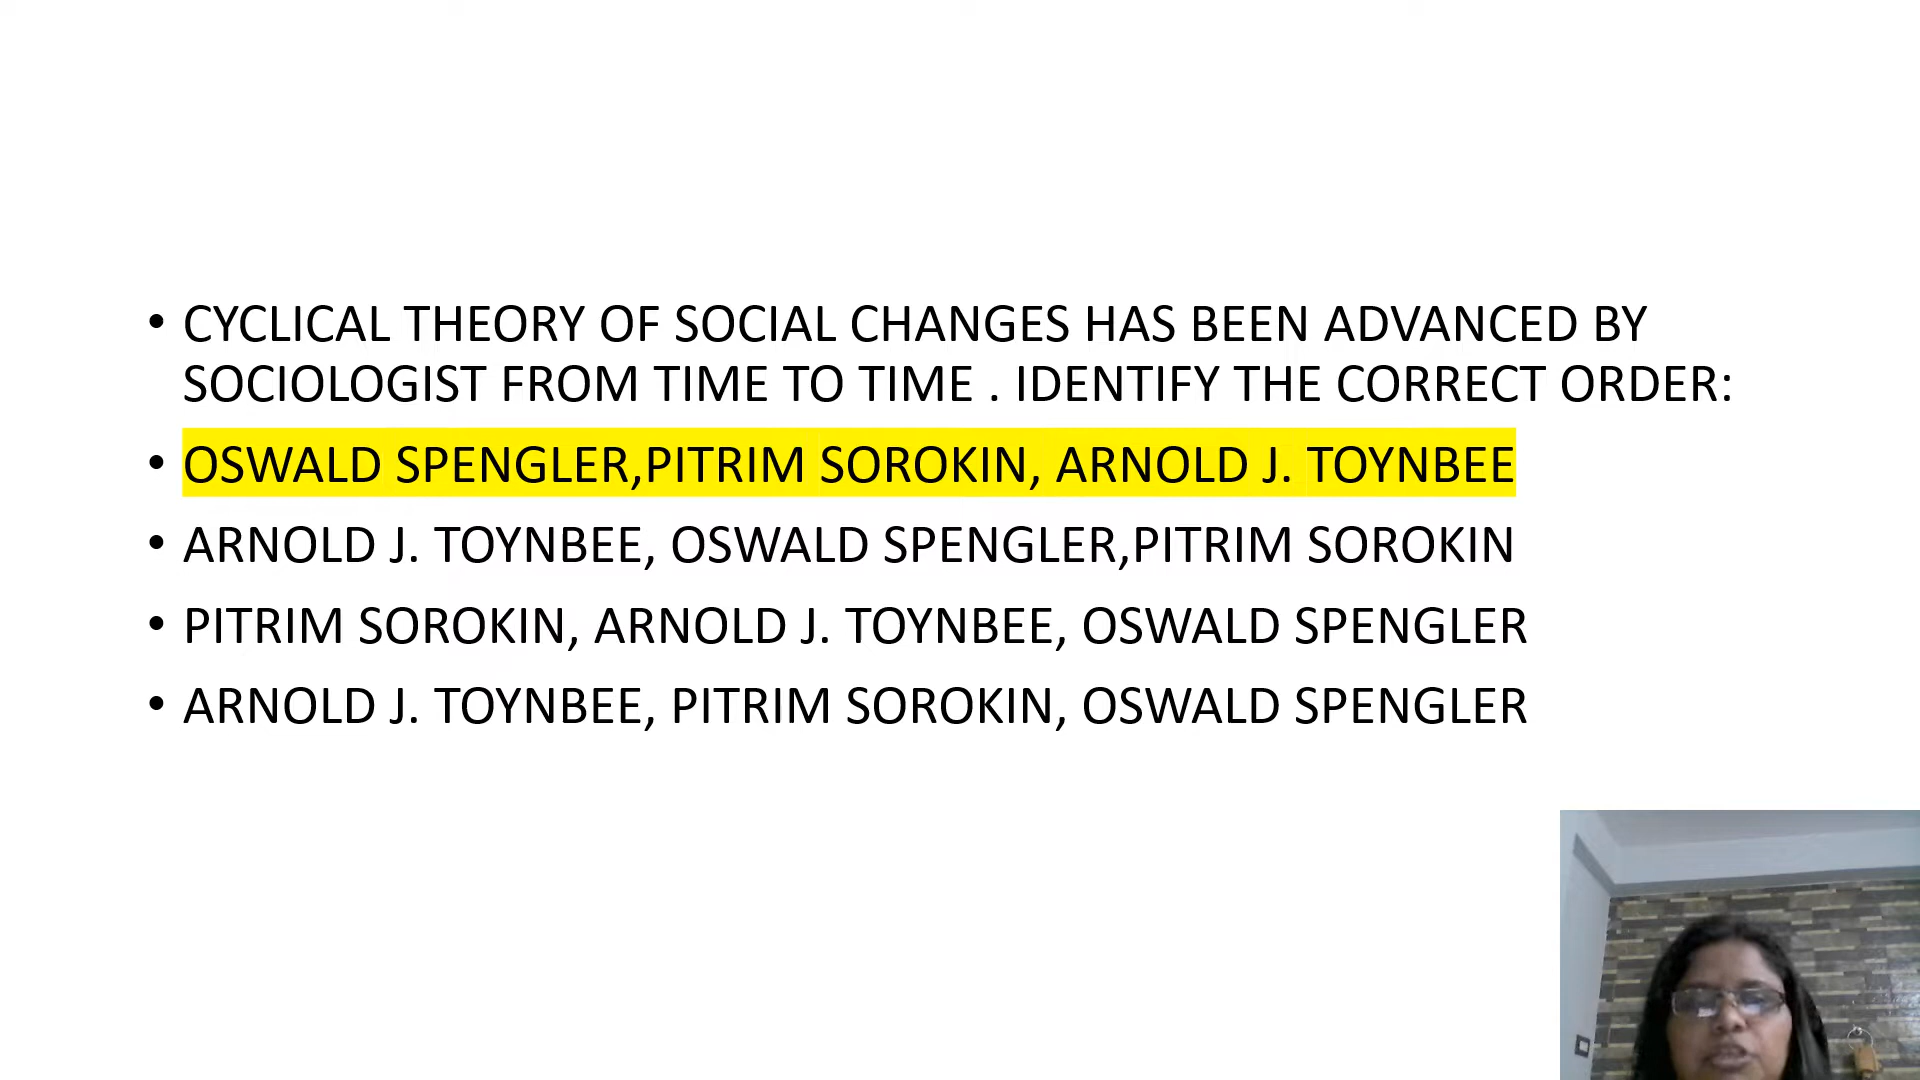 • CYCLICAL THEORY OF SOCIAL CHANGES HAS BEEN ADVANCED BY
SOCIOLOGIST FROM TIME TO TIME . IDENTIFY THE CORRECT ORDER:
• OSWALD SPENGLER,PITRIM SOROKIN, ARNOLD J. TOYNBEE
• ARNOLD J. TOYNBEE, OSWALD SPENGLER,PITRIM SOROKIN
• PITRIM SOROKIN, ARNOLD J. TOYNBEE, OSWALD SPENGLER
• ARNOLD J. TOYNBEE, PITRIM SOROKIN, OSWALD SPENGLER